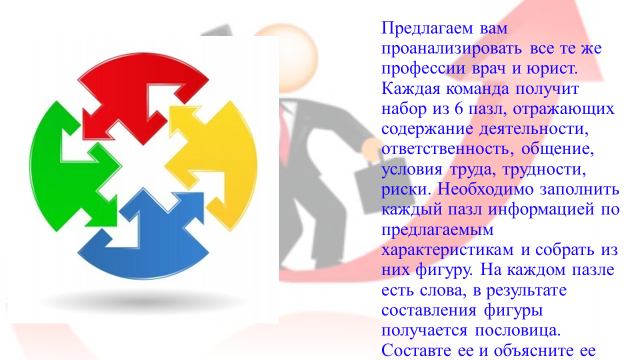 Предлагаем вам
проанализировать все те же
профессии врач и юрист.
Каждая команда получит
набор из 6 пазл, отражающих
содержание деятельности,
ответственность, общение,
условия труда, трудности,
риски. Необходимо заполнить
каждый пазл информацией по
предлагаемым
характеристикам и собрать из
них фигуру. На каждом пазле
есть слова, в результате
составления фигуры
получается пословица.
Составте ее и объясните ее